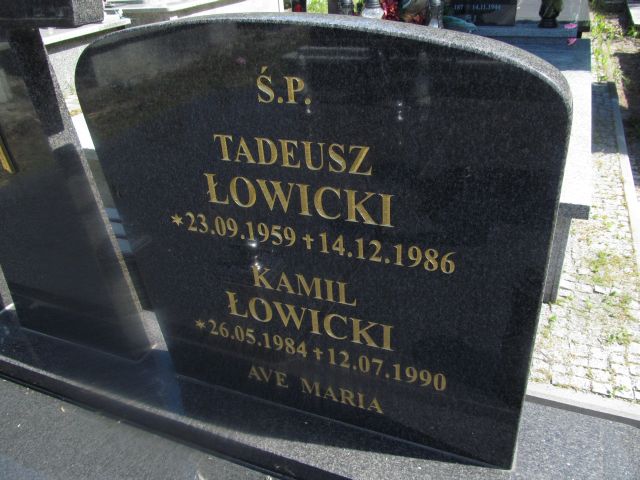 Ś.P.
TADEUSZ
ŁOWICKI
*23.09.1959 ✝ 14.12.1986
KAMIL
ŁOWICKI
*26.05.1984 ✝ 12.07.1990
AVE MARIA